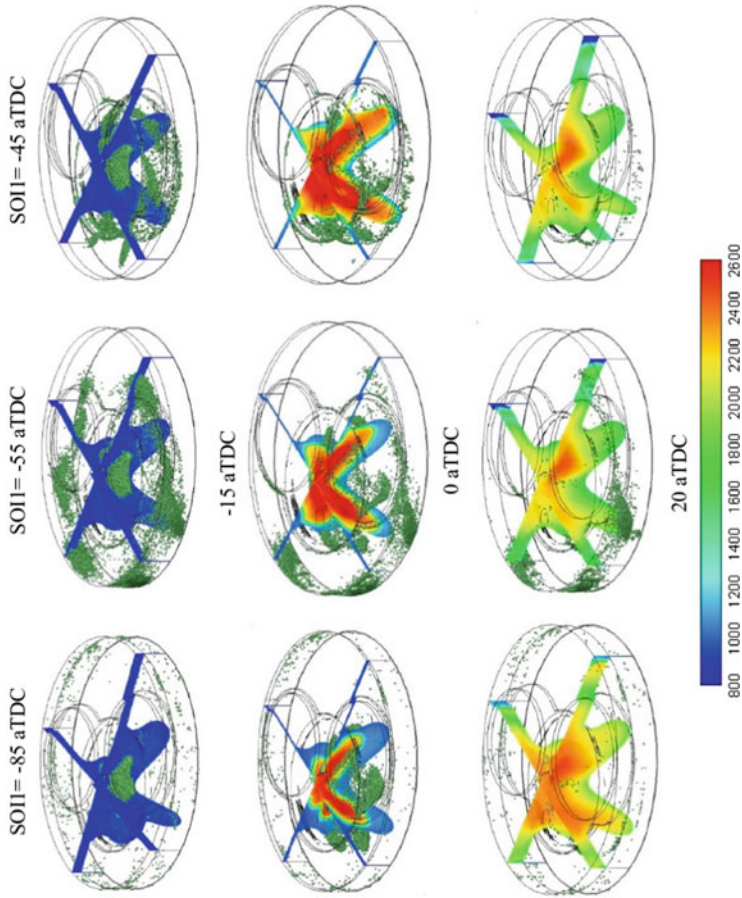 SOI1= -85 aTDC
SOI1= -55 aTDC
SOI1= -45 aTDC
-15 aTDC
0 aTDC
20 aTDC
800 1000 1200 1400 1600 1800 2000 2200 2400 2600